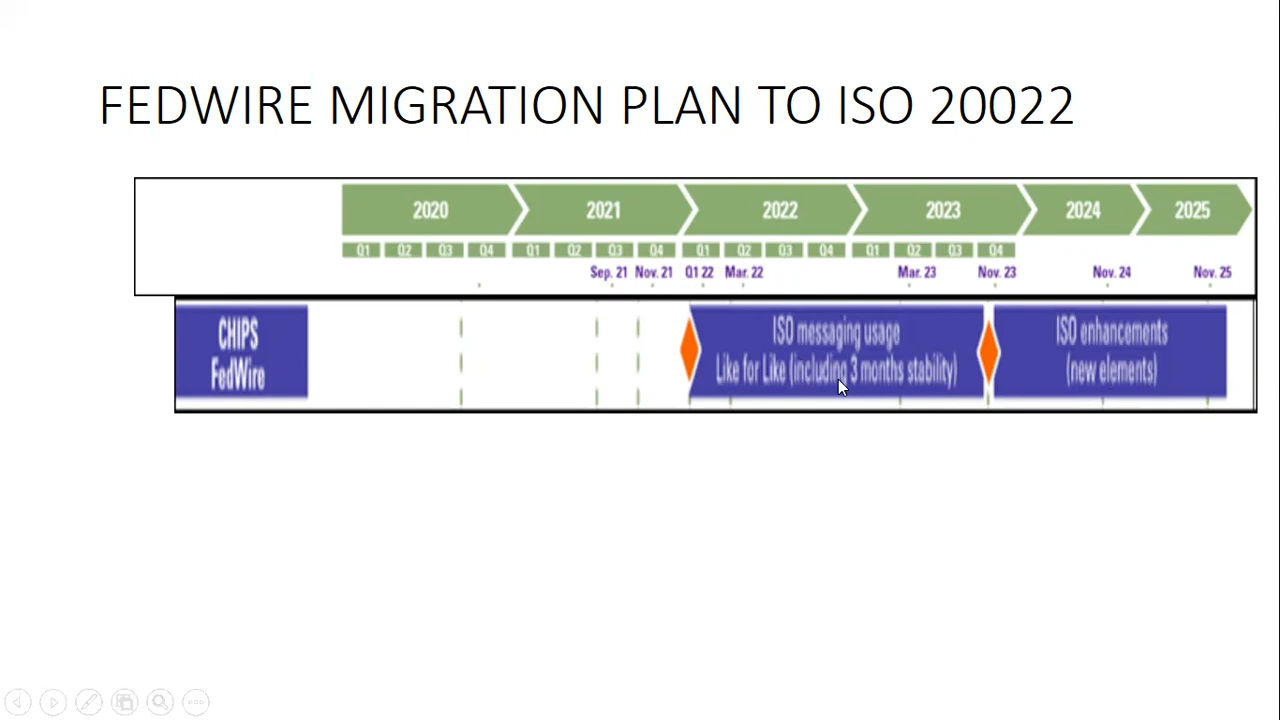 FEDWIRE MIGRATION PLAN TO ISO 20022
2020 2021 2022 2023 2024 2025
Q1 Q2 Q3 Q4 Q1 Q2 Q3 Q4 Q1 Q2 Q3 Q4 Q1 Q2 Q3 Q4
Sep. 21 Nov. 21 Q1 22 Mar. 22 Mar. 23 Nov. 23 Nov. 24 Nov. 25
CHIPS
FedWire
ISO messaging usage
Like for Like (including 3 months stability)
ISO enhancements
(new elements)